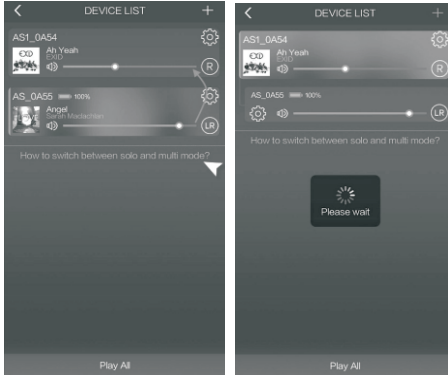 DEVICE LIST
AS1_0A54
EXID
Ah Yeah
EXID
R
AS_0A55 100%
Angel
Sarah Maclachlan
LR
How to switch between solo and multi mode?
Play All
DEVICE LIST
AS1_0A54
EXID
Ah Yeah
EXID
R
AS_0A55 100%
LR
How to switch between solo and multi mode?
Please wait
Play All